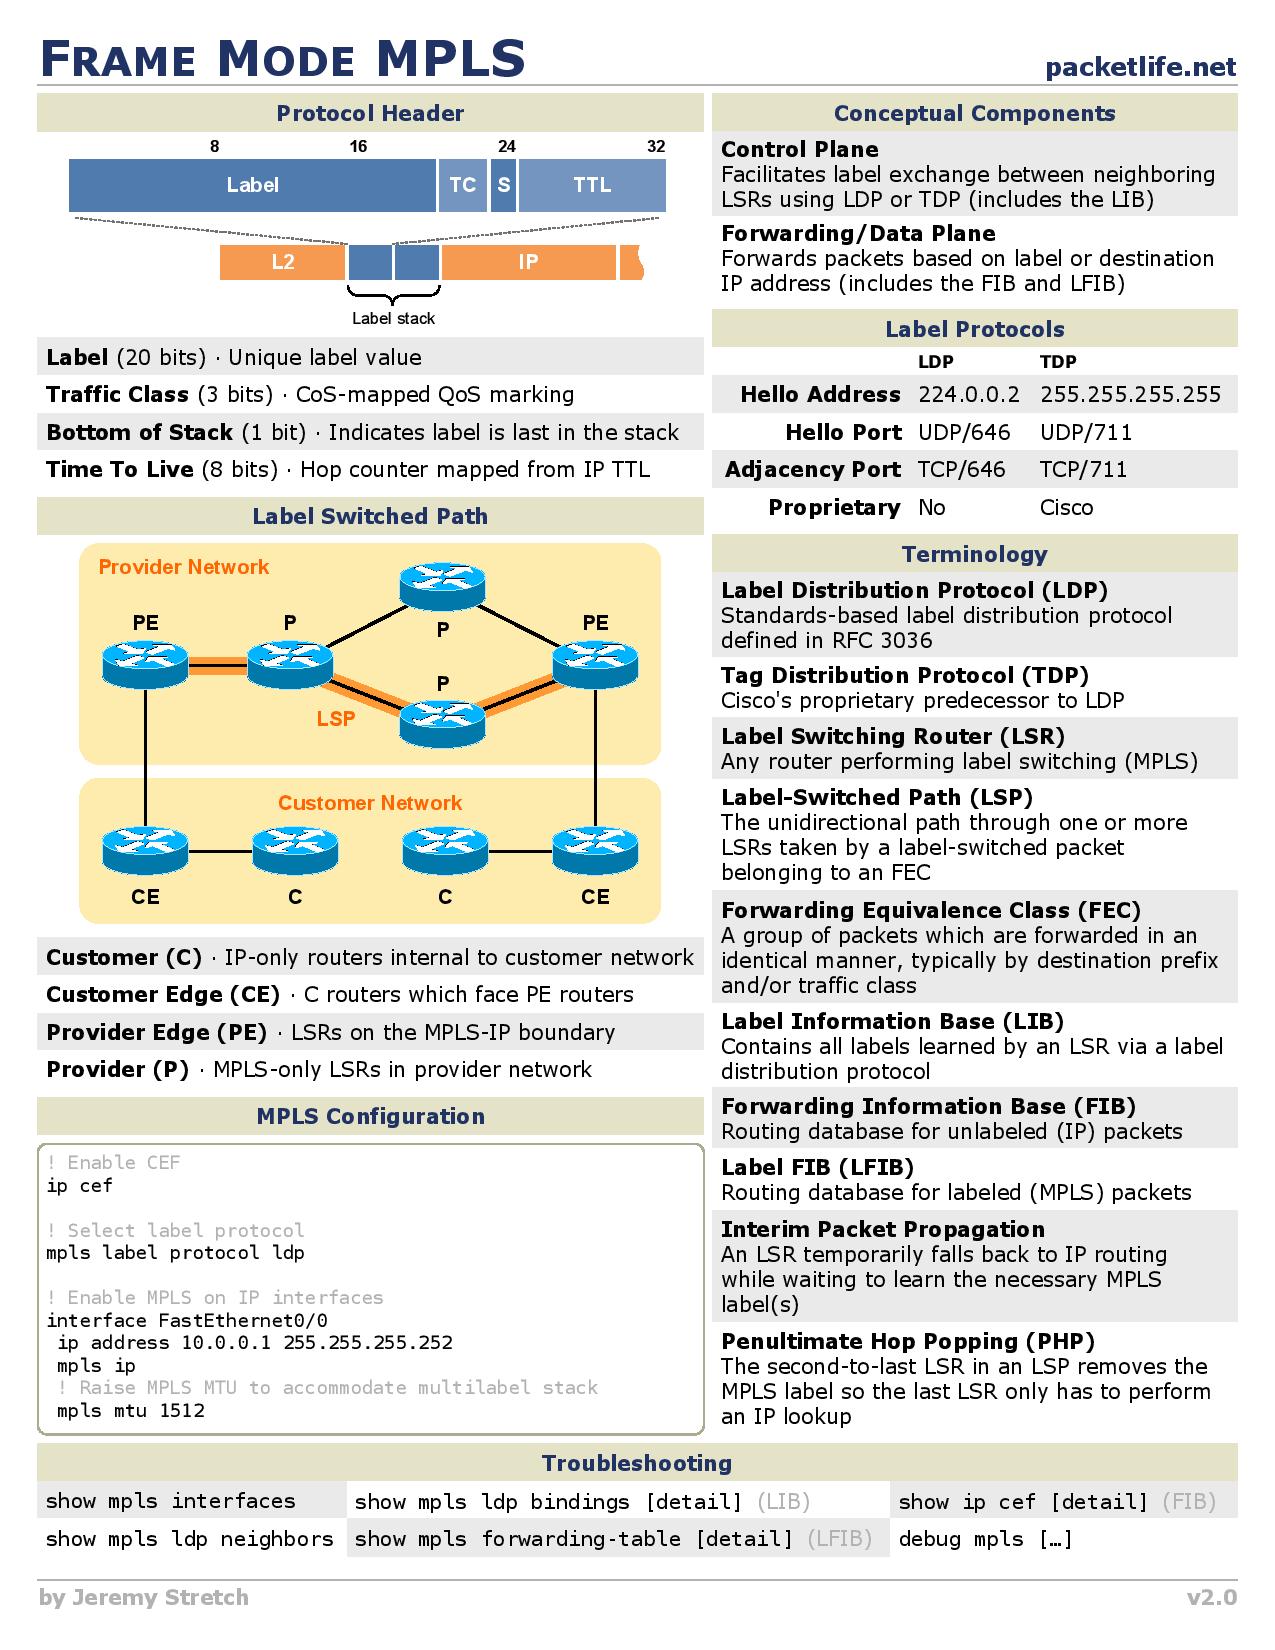 FRAME MODE MPLS
packetlife.net
Protocol Header
8 16 24 32
Label TC S TTL
L2 IP
Label stack
Label (20 bits) · Unique label value
Traffic Class (3 bits) · CoS-mapped QoS marking
Bottom of Stack (1 bit) · Indicates label is last in the stack
Time To Live (8 bits) · Hop counter mapped from IP TTL
Label Switched Path
Provider Network
PE P P PE
P
LSP
Customer Network
CE C C CE
Customer (C) · IP-only routers internal to customer network
Customer Edge (CE) · C routers which face PE routers
Provider Edge (PE) · LSRs on the MPLS-IP boundary
Provider (P) · MPLS-only LSRs in provider network
MPLS Configuration
! Enable CEF
ip cef
! Select label protocol
mpls label protocol ldp
! Enable MPLS on IP interfaces
interface FastEthernet0/0
ip address 10.0.0.1 255.255.255.252
mpls ip
! Raise MPLS MTU to accommodate multilabel stack
mpls mtu 1512
Conceptual Components
Control Plane
Facilitates label exchange between neighboring
LSRs using LDP or TDP (includes the LIB)
Forwarding/Data Plane
Forwards packets based on label or destination
IP address (includes the FIB and LFIB)
Label Protocols
LDP TDP
Hello Address 224.0.0.2 255.255.255.255
Hello Port UDP/646 UDP/711
Adjacency Port TCP/646 TCP/711
Proprietary No Cisco
Terminology
Label Distribution Protocol (LDP)
Standards-based label distribution protocol
defined in RFC 3036
Tag Distribution Protocol (TDP)
Cisco's proprietary predecessor to LDP
Label Switching Router (LSR)
Any router performing label switching (MPLS)
Label-Switched Path (LSP)
The unidirectional path through one or more
LSRs taken by a label-switched packet
belonging to an FEC
Forwarding Equivalence Class (FEC)
A group of packets which are forwarded in an
identical manner, typically by destination prefix
and/or traffic class
Label Information Base (LIB)
Contains all labels learned by an LSR via a label
distribution protocol
Forwarding Information Base (FIB)
Routing database for unlabeled (IP) packets
Label FIB (LFIB)
Routing database for labeled (MPLS) packets
Interim Packet Propagation
An LSR temporarily falls back to IP routing
while waiting to learn the necessary MPLS
label(s)
Penultimate Hop Popping (PHP)
The second-to-last LSR in an LSP removes the
MPLS label so the last LSR only has to perform
an IP lookup
Troubleshooting
show mpls interfaces show mpls ldp bindings [detail] (LIB) show ip cef [detail] (FIB)
show mpls ldp neighbors show mpls forwarding-table [detail] (LFIB) debug mpls […]
by Jeremy Stretch
v2.0